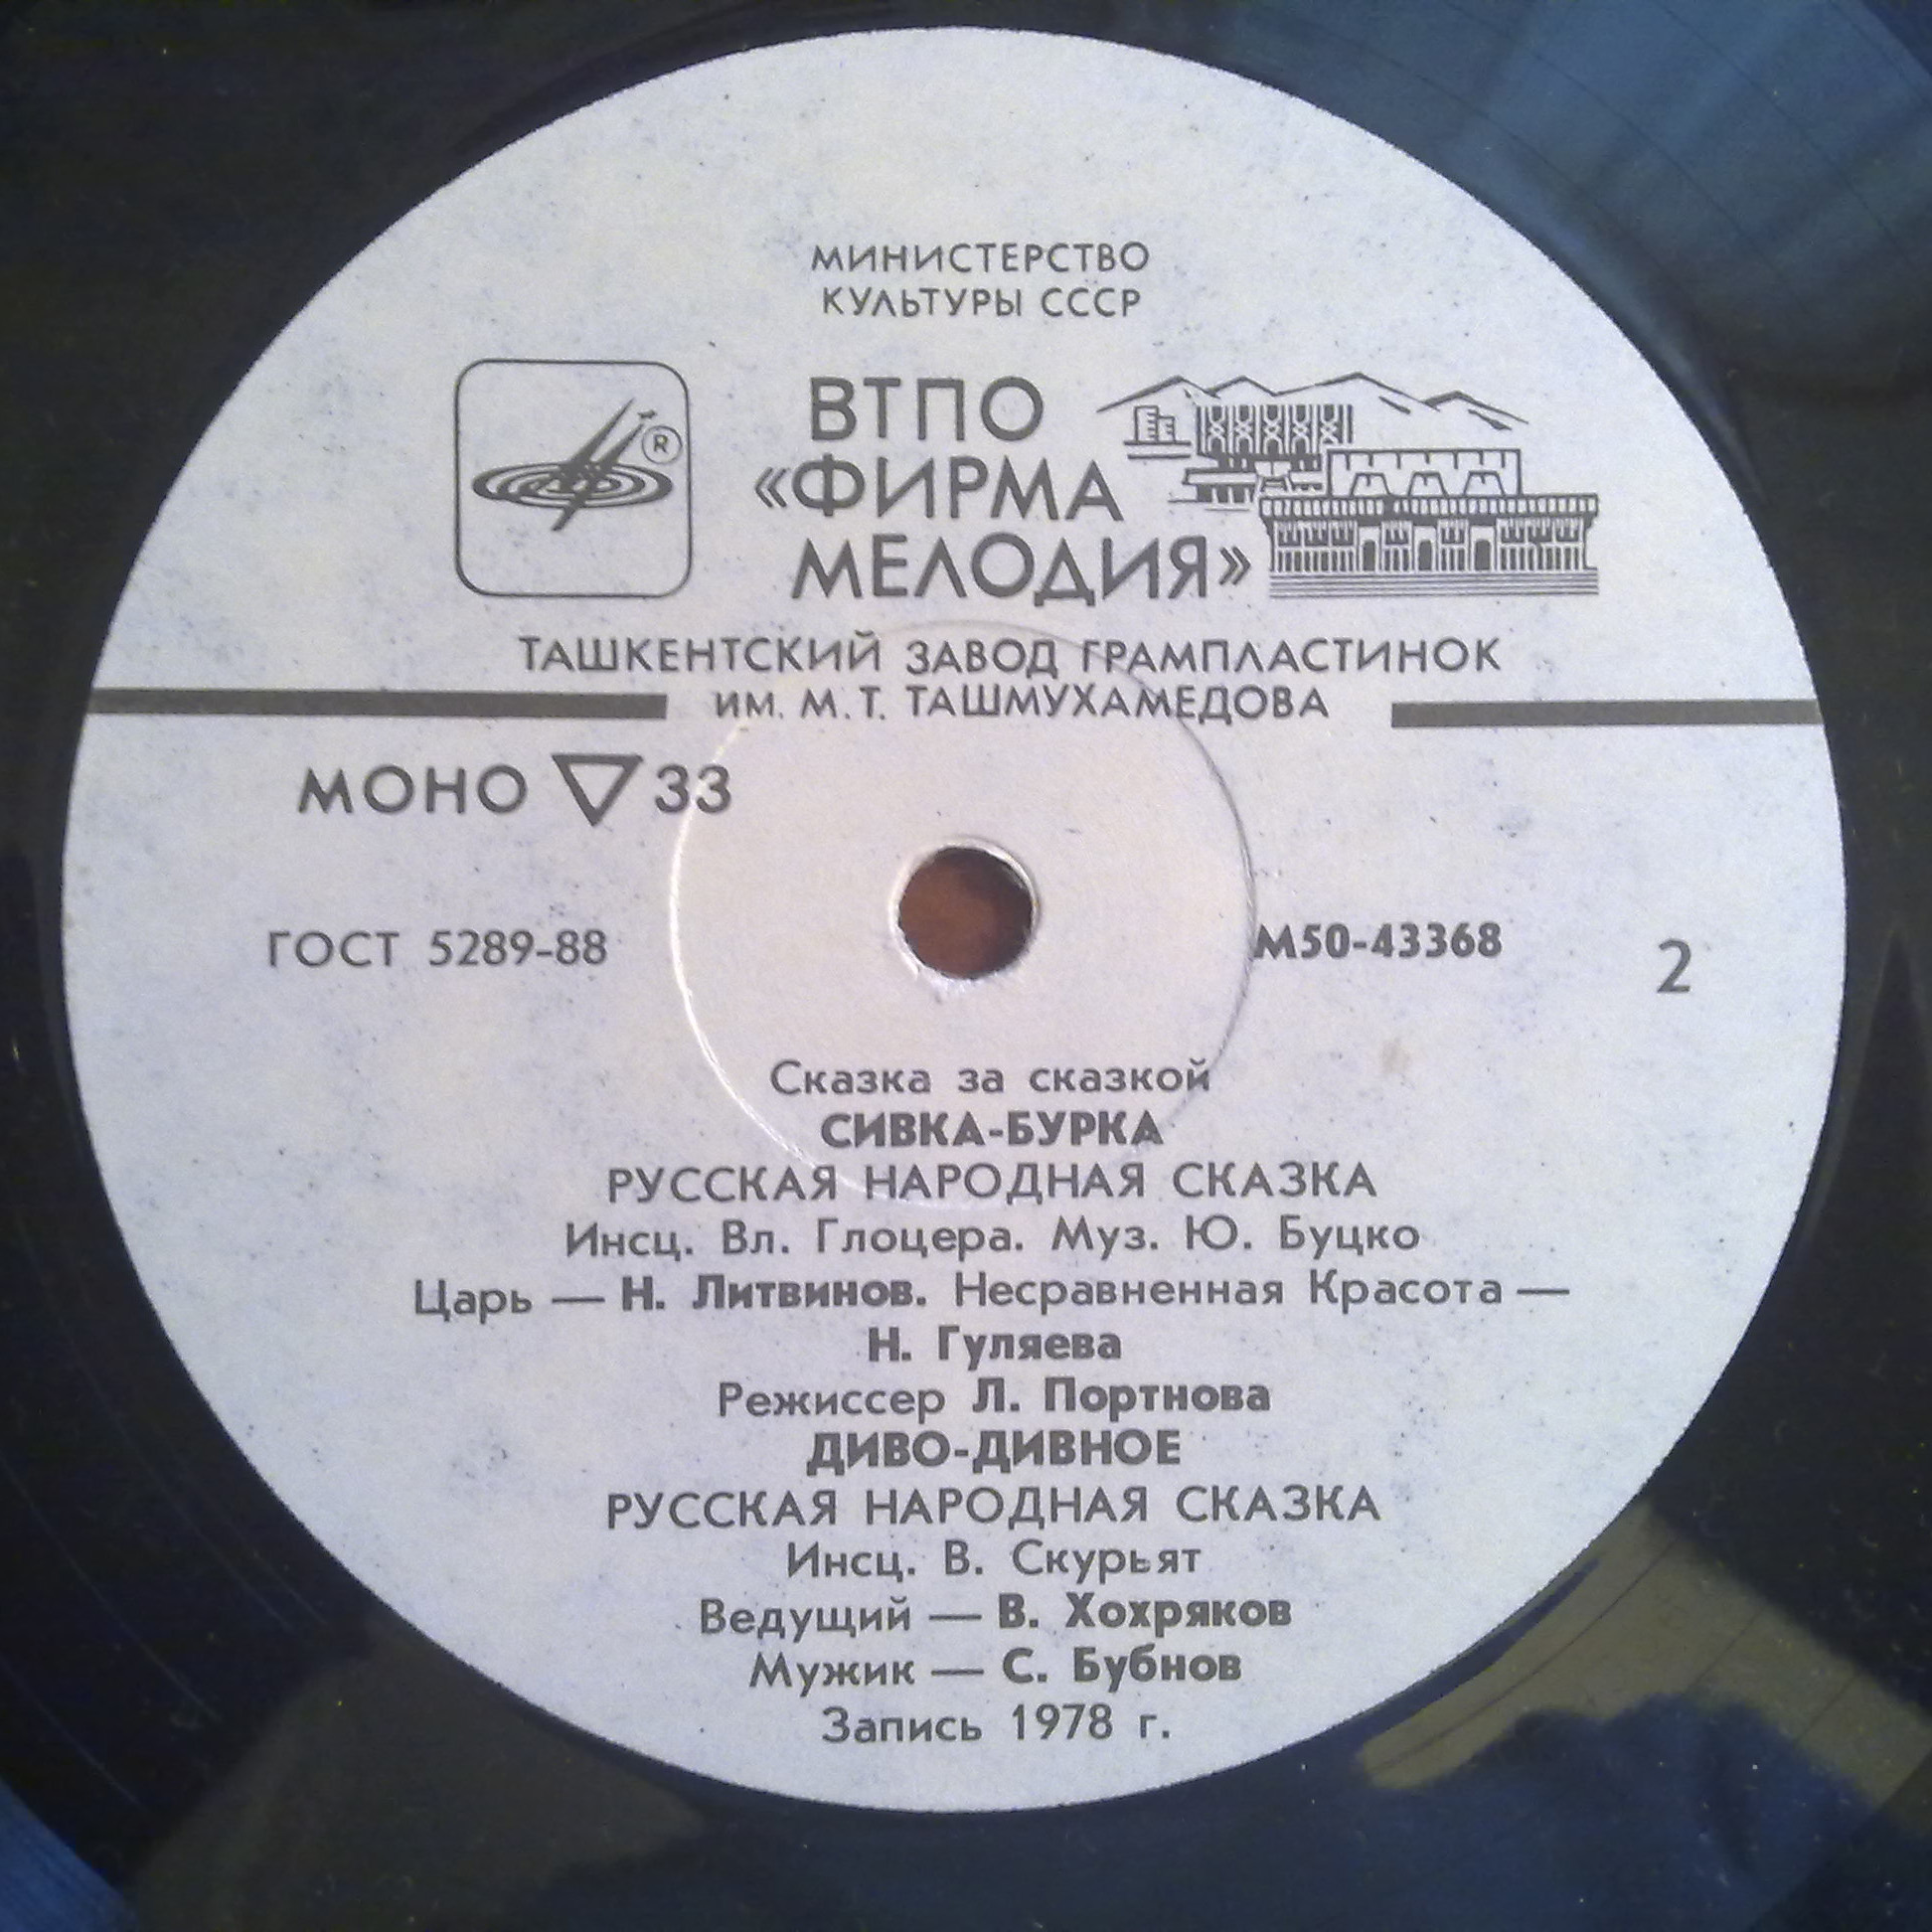 МИНИСТЕРСТВО
КУЛЬТУРЫ СССР
®
ВТПО
«ФИРМА
МЕЛОДИЯ»
ТАШКЕНТСКИЙ ЗАВОД ГРАМПЛАСТИНОК
ИМ. М. Т. ТАШМУХАМЕДОВА
МОНО ▽ 33
ГОСТ 5289-88
М50-43368
2
Сказка за сказкой
СИВКА-БУРКА
РУССКАЯ НАРОДНАЯ СКАЗКА
Инсц. Вл. Глоцера. Муз. Ю. Буцко
Царь — Н. Литвинов. Несравненная Красота —
Н. Гуляева
Режиссер Л. Портнова
ДИВО-ДИВНОЕ
РУССКАЯ НАРОДНАЯ СКАЗКА
Инсц. В. Скурьят
Ведущий — В. Хохряков
Мужик — С. Бубнов
Запись 1978 г.